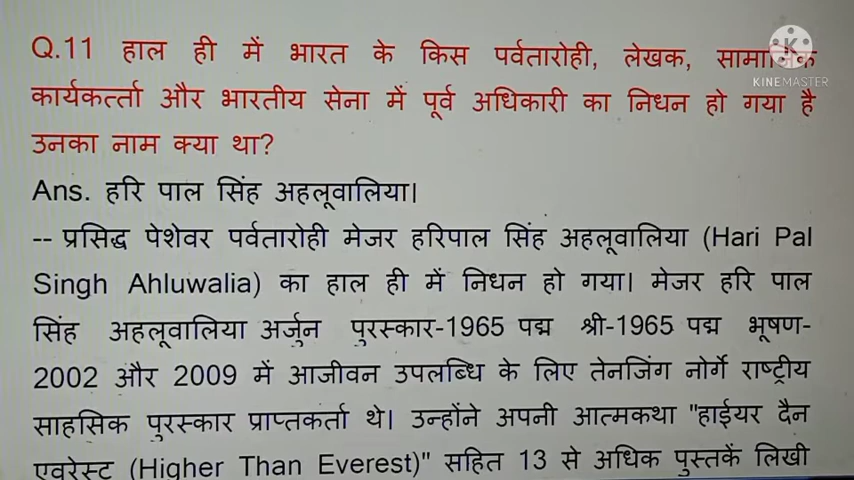 Q.11 हाल ही में भारत के किस पर्वतारोही, लेखक, सामाजिक
कार्यकर्त्ता और भारतीय सेना में पूर्व अधिकारी का निधन हो गया है
उनका नाम क्या था?
Ans. हरि पाल सिंह अहलूवालिया।
-- प्रसिद्ध पेशेवर पर्वतारोही मेजर हरिपाल सिंह अहलूवालिया (Hari Pal
Singh Ahluwalia) का हाल ही में निधन हो गया। मेजर हरि पाल
सिंह अहलूवालिया अर्जुन पुरस्कार-1965 पद्म श्री-1965 पद्म भूषण-
2002 और 2009 में आजीवन उपलब्धि के लिए तेनजिंग नोर्गे राष्ट्रीय
साहसिक पुरस्कार प्राप्तकर्ता थे। उन्होंने अपनी आत्मकथा "हाईयर दैन
एवरेस्ट (Higher Than Everest)" सहित 13 से अधिक पुस्तकें लिखी
K
KINEMASTER